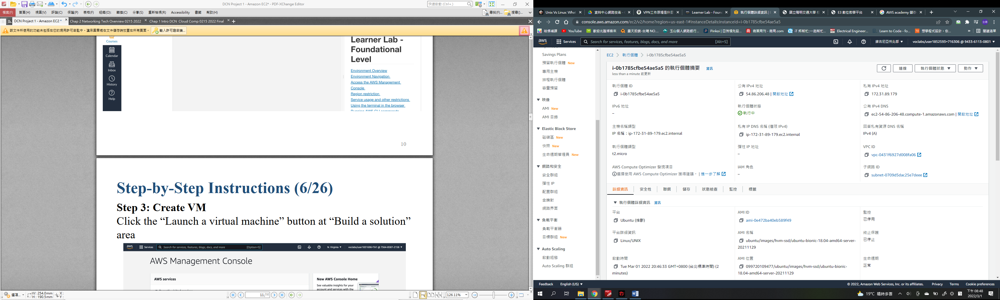 DCN Project 1 - Amazon EC2* - PDF-XChange Editor
快速啟動 (Ctrl+,)
檔案(F) 首頁(H) 視圖(V) 評論(C) 保護(P) 表格(F) 組織(O): 轉換(C) 分享(S) 重新檢視(R) Accessibility 書籤 幫助(H) 尋找(F)... 搜尋()...
DCN Project 1 - Amazon EC2 * Chap 2 Networking Tech Overview 0215 2022 Chap 1 Intro DCN Cloud Comp 0215 2022 Final
該文件所使用的功能未包括在您的現用許可密匙中，演示圖章將在文件儲存時放置在所有頁面， 輸入許可證密鑰...
Courses
Calendar
Inbox
History
Help
Learner Lab -
Foundational
Level
Environment Overview
Environment Navigation
Access the AWS Management
Console
Region restriction
Service usage and other restrictions
Using the terminal in the browser
Running AWS CLI commands
10
Step-by-Step Instructions (6/26)
Step 3: Create VM
Click the “Launch a virtual machine” button at “Build a solution”
area
aws Services Search for services, features, blogs, docs, and more [Option+S] N. Virginia voclabs/user1831696=TA1 @ 7564-8587-2158
AWS Management Console
AWS services
New AWS Console Home
See valuable insights for your
account and services with the
選項... W: 254.0mm H: 190.5mm X: Y: 11 / 32 126.11%
Unix Vs Linux: What 資料中心網路技術 - VPN工作原理是什麼 Learner Lab - Found 執行個體詳細資訊 | 國立陽明交通大學 E3 數位教學平台 AWS academy 儲存
console.aws.amazon.com/ec2/v2/home?region=us-east-1#InstanceDetails:instanceId=i-0b1785cfbe54ae5a5
哈佛補課 YouTube 歡迎光臨博客來 露天拍賣-台灣 NO.... 玉山個人網路銀行... Pinkoi | 亞洲領先設... 商業周刊 - 商周.com iT 邦幫忙::一起幫忙... Electrical Engineer... Learn to Code - fo... 想學程式設計，你... 閱讀清單
aws Services Search for services, features, blogs, docs, and more [Alt+S] 維吉尼亞州北部 voclabs/user1852593=716306 @ 9433-6113-0801
Savings Plans
預留執行個體 New
專用主機
排程執行個體
容量預留
映像
AMI New
AMI 目錄
Elastic Block Store
磁碟區 New
快照 New
生命週期管理員 New
網路和安全
安全群組
彈性 IP
配置群組
金鑰對
網路界面
負載平衡
負載平衡器
目標群組 New
Auto Scaling
啟動組態
Auto Scaling 群組
EC2 執行個體 i-0b1785cfbe54ae5a5
i-0b1785cfbe54ae5a5 的執行個體摘要 資訊
less than a minute 前更新
連線 執行個體狀態 動作
執行個體 ID
i-0b1785cfbe54ae5a5
公有 IPv4 地址
54.86.206.48 | 開啟地址
私有 IPv4 地址
172.31.89.179
IPv6 地址
–
執行個體狀態
執行中
公有 IPv4 DNS
ec2-54-86-206-48.compute-1.amazonaws.com | 開啟地址
主機名稱類型
IP 名稱：ip-172-31-89-179.ec2.internal
私有 IP DNS 名稱 (僅限 IPv4)
ip-172-31-89-179.ec2.internal
回答私有資源 DNS 名稱
IPv4 (A)
執行個體類型
t2.micro
彈性 IP 地址
–
VPC ID
vpc-0431f6927d008fa06
AWS Compute Optimizer 發現項目
選擇使用 AWS Compute Optimizer 獲得建議。 | 進一步了解
IAM 角色
–
子網路 ID
subnet-0709d5dac25e7deee
詳細資訊 安全性 聯網 儲存 狀態檢查 監控 標籤
執行個體詳細資訊 資訊
平台
Ubuntu (推斷)
AMI ID
ami-0e472ba40eb589f49
監控
已停用
平台詳細資訊
Linux/UNIX
AMI 名稱
ubuntu/images/hvm-ssd/ubuntu-bionic-18.04-amd64-server-
20211129
終止保護
已停止
啟動時間
Tue Mar 01 2022 20:46:33 GMT+0800 (台北標準時間) (2
minutes)
AMI 位置
099720109477/ubuntu/images/hvm-ssd/ubuntu-bionic-
18.04-amd64-server-20211129
生命週期
正常
Feedback English (US) © 2022, Amazon Web Services, Inc. or its affiliates. Privacy Terms Cookie preferences
19°C 晴時多雲 下午 08:48
2022/3/1